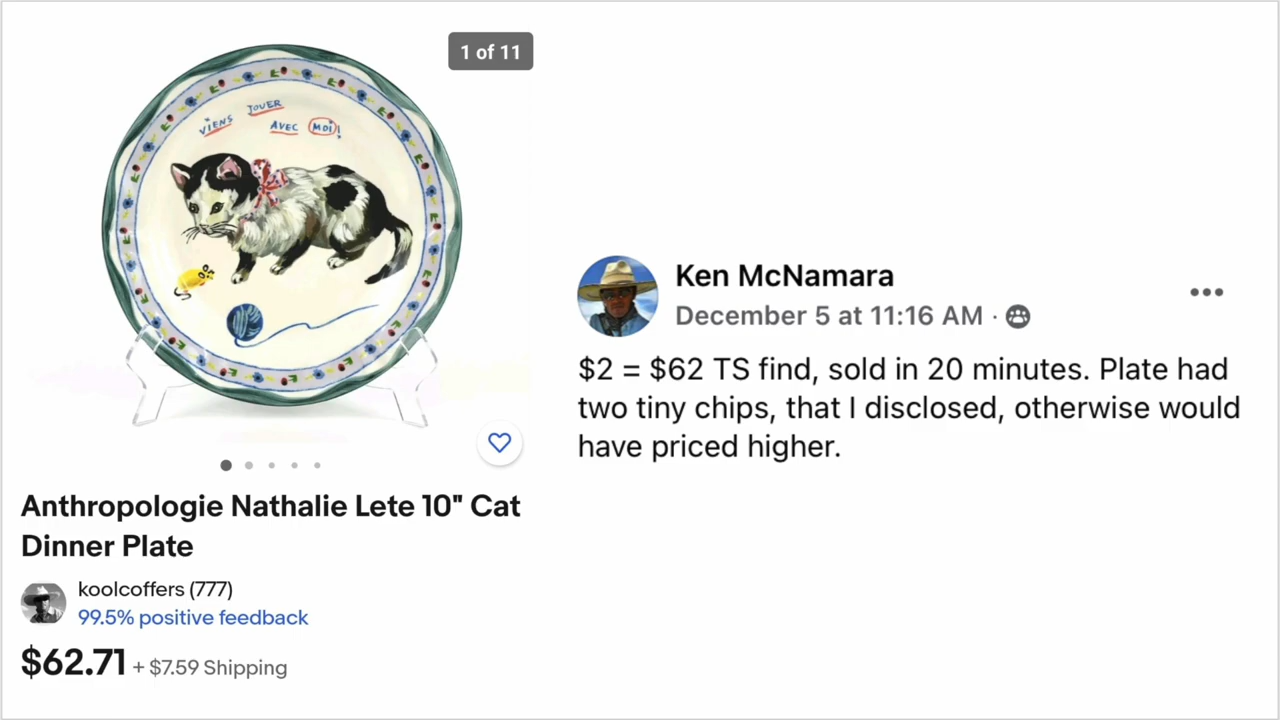 1 of 11
VIENS JOUER
AVEC MOI!
Anthropologie Nathalie Lete 10" Cat
Dinner Plate
koolcoffers (777)
99.5% positive feedback
$62.71 + $7.59 Shipping
Ken McNamara
December 5 at 11:16 AM ·
$2 = $62 TS find, sold in 20 minutes. Plate had
two tiny chips, that I disclosed, otherwise would
have priced higher.